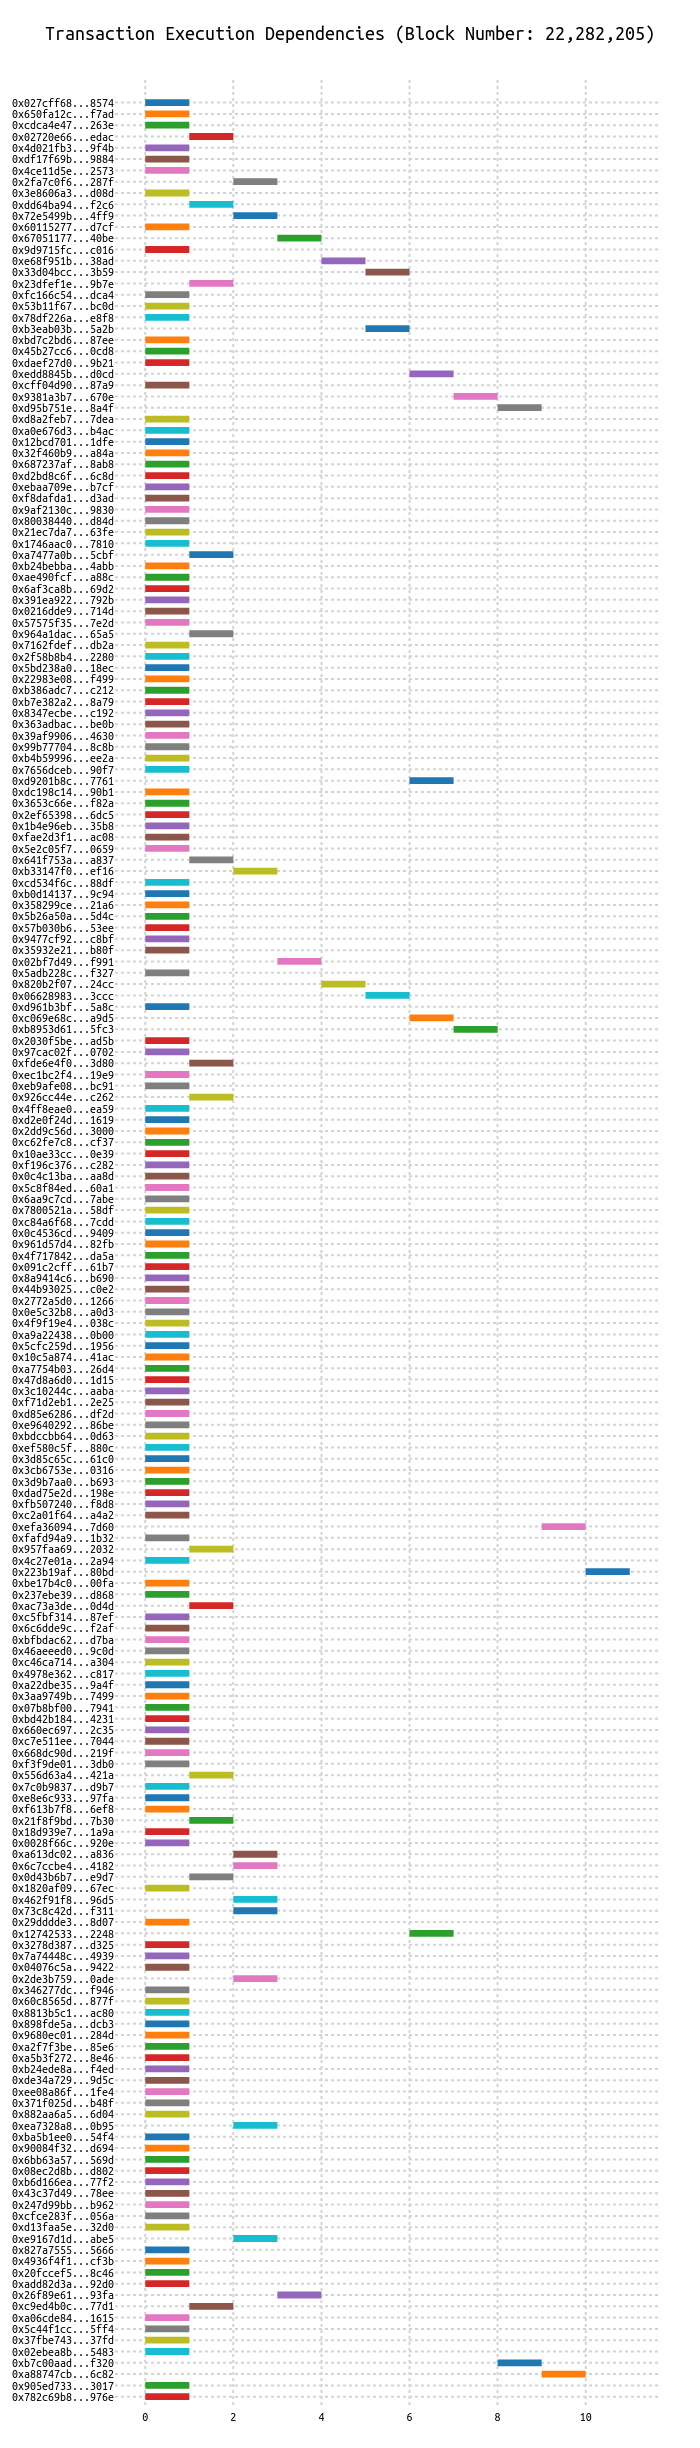 Transaction Execution Dependencies (Block Number: 22,282,205)
0x027cff68...8574
0x650fa12c...f7ad
0xcdca4e47...263e
0x02720e66...edac
0x4d021fb3...9f4b
0xdf17f69b...9884
0x4ce11d5e...2573
0x2fa7c0f6...287f
0x3e8606a3...d08d
0xdd64ba94...f2c6
0x72e5499b...4ff9
0x60115277...d7cf
0x67051177...40be
0x9d9715fc...c016
0xe68f951b...38ad
0x33d04bcc...3b59
0x23dfef1e...9b7e
0xfc166c54...dca4
0x53b11f67...bc0d
0x78df226a...e8f8
0xb3eab03b...5a2b
0xbd7c2bd6...87ee
0x45b27cc6...0cd8
0xdaef27d0...9b21
0xedd8845b...d0cd
0xcff04d90...87a9
0x9381a3b7...670e
0xd95b751e...8a4f
0xd8a2feb7...7dea
0xa0e676d3...b4ac
0x12bcd701...1dfe
0x32f460b9...a84a
0x687237af...8ab8
0xd2bd8c6f...6c8d
0xebaa709e...b7cf
0xf8dafda1...d3ad
0x9af2130c...9830
0x80038440...d84d
0x21ec7da7...63fe
0x1746aac0...7810
0xa7477a0b...5cbf
0xb24bebba...4abb
0xae490fcf...a88c
0x6af3ca8b...69d2
0x391ea922...792b
0x0216dde9...714d
0x57575f35...7e2d
0x964a1dac...65a5
0x7162fdef...db2a
0x2f58b8b4...2280
0x5bd238a0...18ec
0x22983e08...f499
0xb386adc7...c212
0xb7e382a2...8a79
0x8347ecbe...c192
0x363adbac...be0b
0x39af9906...4630
0x99b77704...8c8b
0xb4b59996...ee2a
0x7656dceb...90f7
0xd9201b8c...7761
0xdc198c14...90b1
0x3653c66e...f82a
0x2ef65398...6dc5
0x1b4e96eb...35b8
0xfae2d3f1...ac08
0x5e2c05f7...0659
0x641f753a...a837
0xb33147f0...ef16
0xcd534f6c...88df
0xb0d14137...9c94
0x358299ce...21a6
0x5b26a50a...5d4c
0x57b030b6...53ee
0x9477cf92...c8bf
0x35932e21...b80f
0x02bf7d49...f991
0x5adb228c...f327
0x820b2f07...24cc
0x06628983...3ccc
0xd961b3bf...5a8c
0xc069e68c...a9d5
0xb8953d61...5fc3
0x2030f5be...ad5b
0x97cac02f...0702
0xfde6e4f0...3d80
0xec1bc2f4...19e9
0xeb9afe08...bc91
0x926cc44e...c262
0x4ff8eae0...ea59
0xd2e0f24d...1619
0x2dd9c56d...3000
0xc62fe7c8...cf37
0x10ae33cc...0e39
0xf196c376...c282
0x0c4c13ba...aa8d
0x5c8f84ed...60a1
0x6aa9c7cd...7abe
0x7800521a...58df
0xc84a6f68...7cdd
0x0c4536cd...9409
0x961d57d4...82fb
0x4f717842...da5a
0x091c2cff...61b7
0x8a9414c6...b690
0x44b93025...c0e2
0x2772a5d0...1266
0x0e5c32b8...a0d3
0x4f9f19e4...038c
0xa9a22438...0b00
0x5cfc259d...1956
0x10c5a874...41ac
0xa7754b03...26d4
0x47d8a6d0...1d15
0x3c10244c...aaba
0xf71d2eb1...2e25
0xd85e6286...df2d
0xe9640292...86be
0xbdccbb64...0d63
0xef580c5f...880c
0x3d85c65c...61c0
0x3cb6753e...0316
0x3d9b7aa0...b693
0xdad75e2d...198e
0xfb507240...f8d8
0xc2a01f64...a4a2
0xefa36094...7d60
0xfafd94a9...1b32
0x957faa69...2032
0x4c27e01a...2a94
0x223b19af...80bd
0xbe17b4c0...00fa
0x237ebe39...d868
0xac73a3de...0d4d
0xc5fbf314...87ef
0x6c6dde9c...f2af
0xbfbdac62...d7ba
0x46aeeed0...9c0d
0xc46ca714...a304
0x4978e362...c817
0xa22dbe35...9a4f
0x3aa9749b...7499
0x07b8bf00...7941
0xbd42b184...4231
0x660ec697...2c35
0xc7e511ee...7044
0x668dc90d...219f
0xf3f9de01...3db0
0x556d63a4...421a
0x7c0b9837...d9b7
0xe8e6c933...97fa
0xf613b7f8...6ef8
0x21f8f9bd...7b30
0x18d939e7...1a9a
0x0028f66c...920e
0xa613dc02...a836
0x6c7ccbe4...4182
0x0d43b6b7...e9d7
0x1820af09...67ec
0x462f91f8...96d5
0x73c8c42d...f311
0x29dddde3...8d07
0x12742533...2248
0x3278d387...d325
0x7a74448c...4939
0x04076c5a...9422
0x2de3b759...0ade
0x346277dc...f946
0x60c8565d...877f
0x8813b5c1...ac80
0x898fde5a...dcb3
0x9680ec01...284d
0xa2f7f3be...85e6
0xa5b3f272...8e46
0xb24ede8a...f4ed
0xde34a729...9d5c
0xee08a86f...1fe4
0x371f025d...b48f
0x882aa6a5...6d04
0xea7328a8...0b95
0xba5b1ee0...54f4
0x90084f32...d694
0x6bb63a57...569d
0x08ec2d8b...d802
0xb6d166ea...77f2
0x43c37d49...78ee
0x247d99bb...b962
0xcfce283f...056a
0xd13faa5e...32d0
0xe9167d1d...abe5
0x827a7555...5666
0x4936f4f1...cf3b
0x20fccef5...8c46
0xadd82d3a...92d0
0x26f89e61...93fa
0xc9ed4b0c...77d1
0xa06cde84...1615
0x5c44f1cc...5ff4
0x37fbe743...37fd
0x02ebea8b...5483
0xb7c00aad...f320
0xa88747cb...6c82
0x905ed733...3017
0x782c69b8...976e
0 2 4 6 8 10